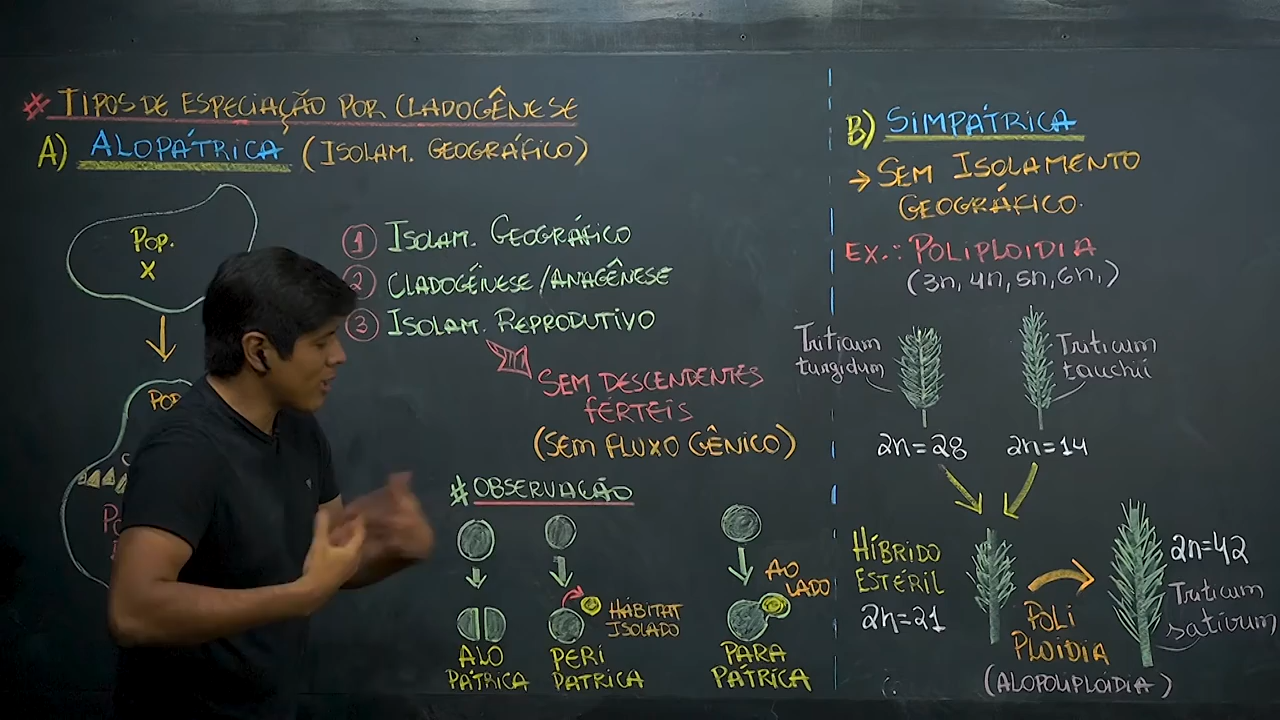 # TIPOS DE ESPECIAÇÃO POR CLADOGÊNESE
A) ALOPÁTRICA (ISOLAM. GEOGRÁFICO)
POP.
X
POP
1 ISOLAM. GEOGRÁFICO
2 CLADOGÊNESE/ANAGÊNESE
3 ISOLAM. REPRODUTIVO
SEM DESCENDENTES
FÉRTEIS
(SEM FLUXO GÊNICO)
# OBSERVAÇÃO
ALO
PÁTRICA
HÁBITAT
ISOLADO
PERI
PÁTRICA
AO
LADO
PARA
PÁTRICA
B) SIMPÁTRICA
→ SEM ISOLAMENTO
GEOGRÁFICO.
EX.: POLIPLOIDIA
(3n, 4n, 5n, 6n,)
Triticum
turgidum
Triticum
tauchii
2n=28
2n=14
HÍBRIDO
ESTÉRIL
2n=21
POLI
PLOIDIA
(ALOPOLIPLOIDIA)
2n=42
Triticum
sativum